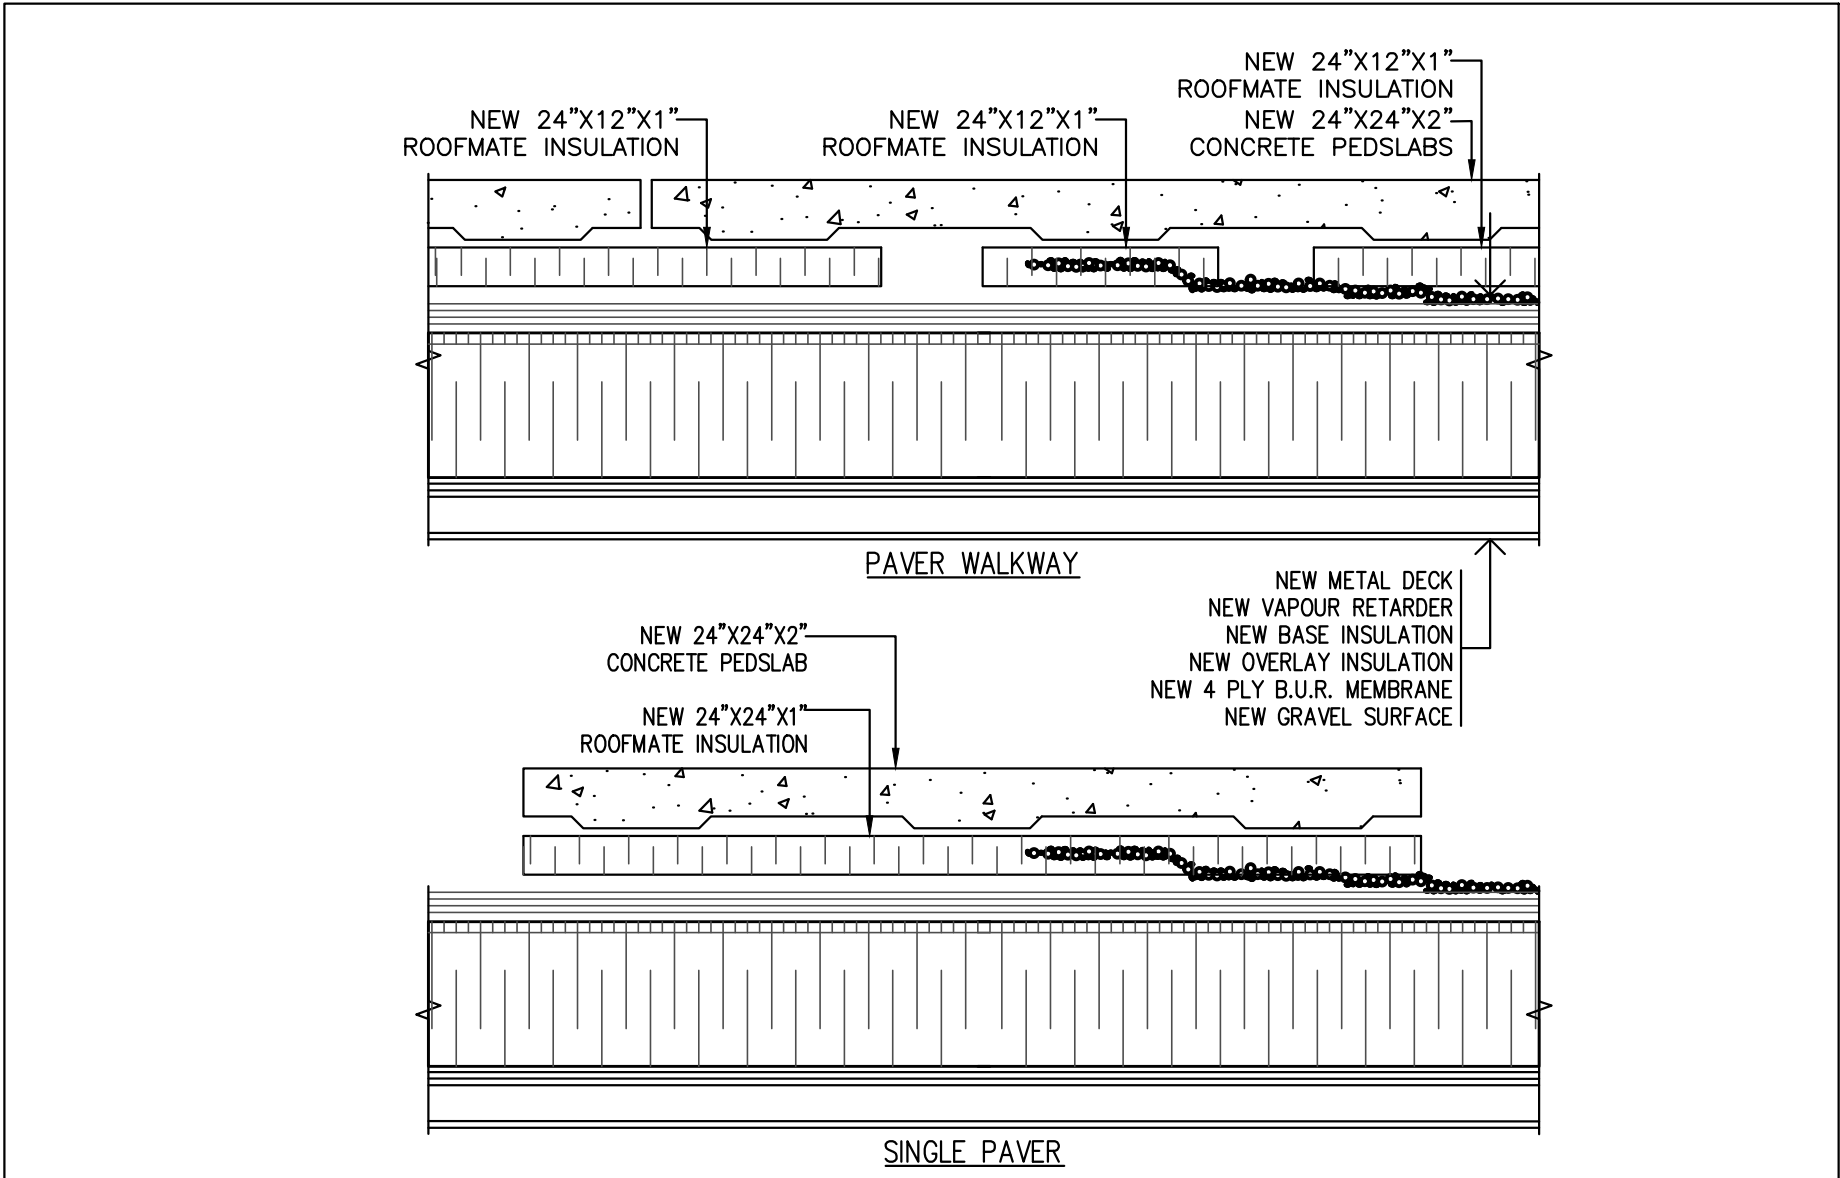 NEW 24"X12"X1"
ROOFMATE INSULATION
NEW 24"X12"X1"
ROOFMATE INSULATION
NEW 24"X12"X1"
ROOFMATE INSULATION
NEW 24"X24"X2"
CONCRETE PEDSLABS
PAVER WALKWAY
NEW METAL DECK
NEW VAPOUR RETARDER
NEW BASE INSULATION
NEW OVERLAY INSULATION
NEW 4 PLY B.U.R. MEMBRANE
NEW GRAVEL SURFACE
NEW 24"X24"X2"
CONCRETE PEDSLAB
NEW 24"X24"X1"
ROOFMATE INSULATION
SINGLE PAVER